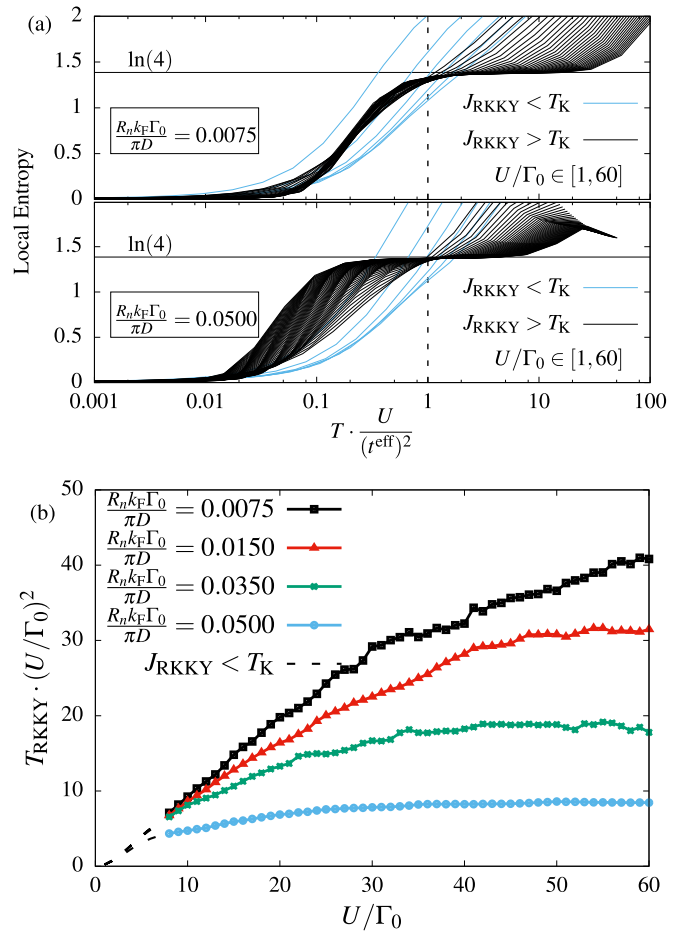 (a)
2
1.5
1
0.5
0
ln(4)
R_n k_F Γ_0 / πD = 0.0075
J_RKKY < T_K
J_RKKY > T_K
U/Γ_0 ∈ [1, 60]
Local Entropy
1.5
1
0.5
0
ln(4)
R_n k_F Γ_0 / πD = 0.0500
J_RKKY < T_K
J_RKKY > T_K
U/Γ_0 ∈ [1, 60]
0.001 0.01 0.1 1 10 100
T · U / (t^eff)^2
(b)
50
40
30
20
10
0
T_RKKY · (U/Γ_0)^2
R_n k_F Γ_0 / πD = 0.0075
R_n k_F Γ_0 / πD = 0.0150
R_n k_F Γ_0 / πD = 0.0350
R_n k_F Γ_0 / πD = 0.0500
J_RKKY < T_K
0 10 20 30 40 50 60
U/Γ_0